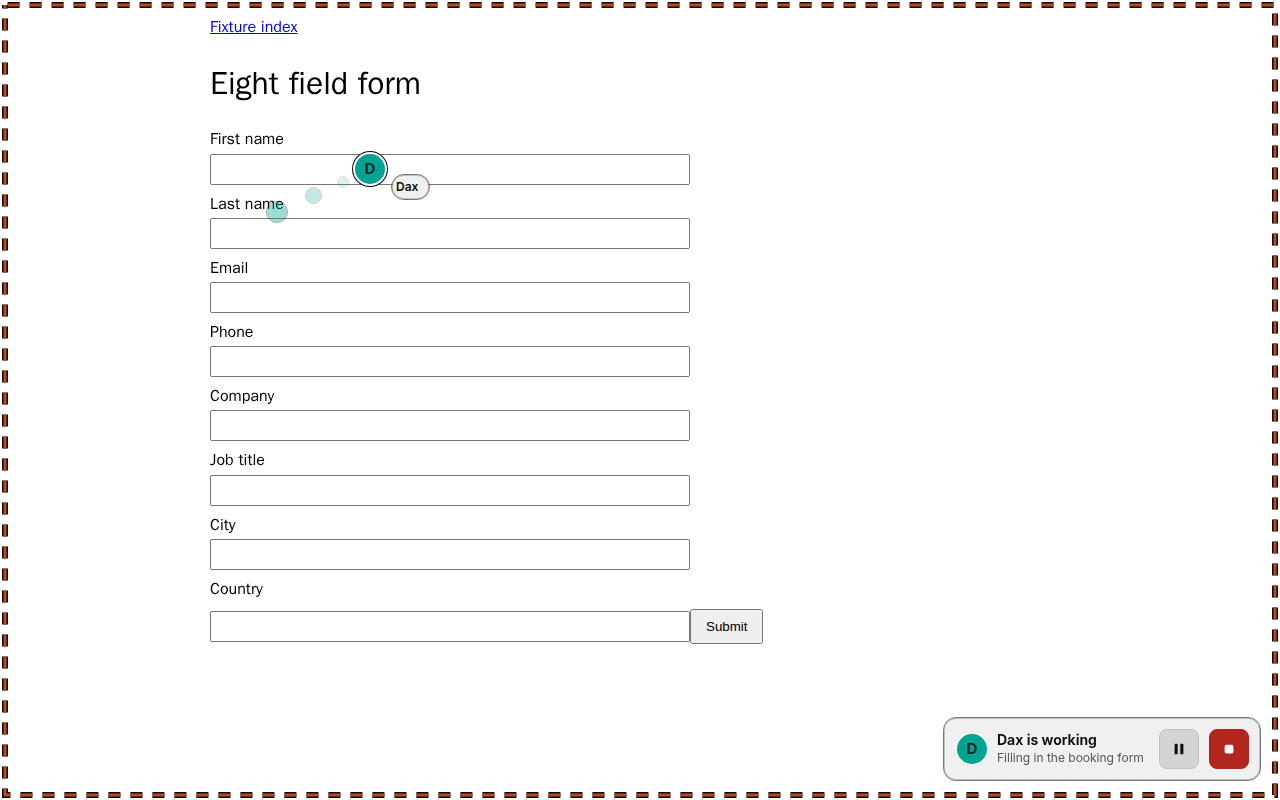 Fixture index
Eight field form
First name
D
Dax
Last name
Email
Phone
Company
Job title
City
Country
Submit
D
Dax is working
Filling in the booking form